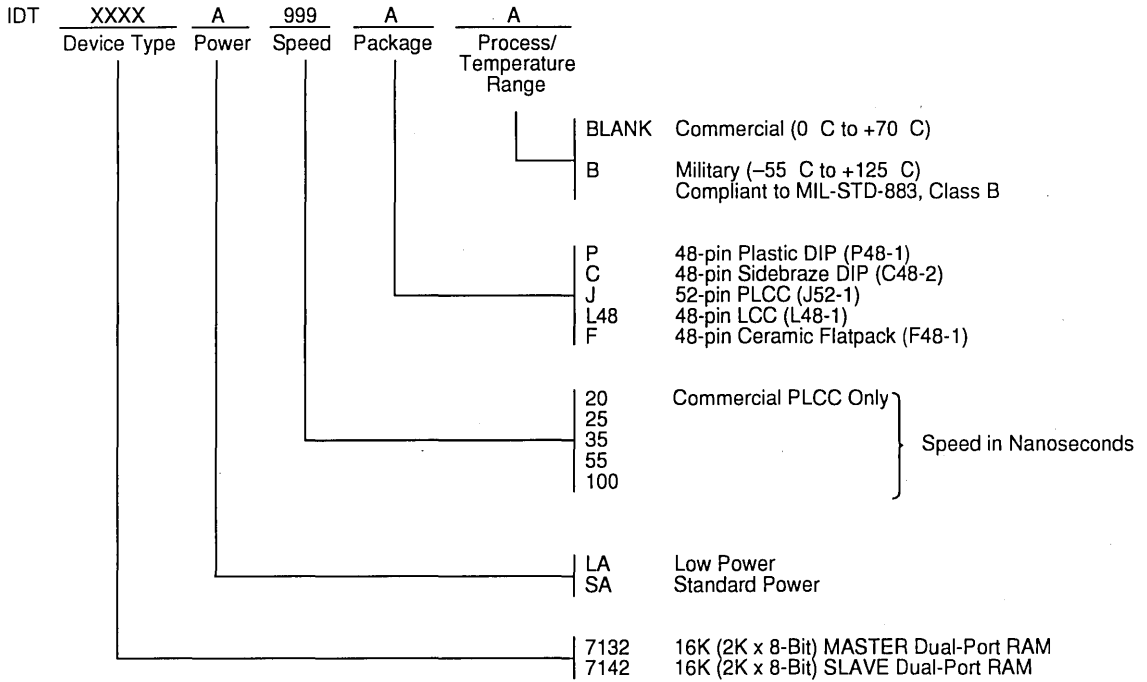 IDT XXXX A 999 A A
Device Type Power Speed Package Process/
Temperature
Range
BLANK Commercial (0 C to +70 C)
B Military (–55 C to +125 C)
Compliant to MIL-STD-883, Class B
P 48-pin Plastic DIP (P48-1)
C 48-pin Sidebraze DIP (C48-2)
J 52-pin PLCC (J52-1)
L48 48-pin LCC (L48-1)
F 48-pin Ceramic Flatpack (F48-1)
20 Commercial PLCC Only
25
35 Speed in Nanoseconds
55
100
LA Low Power
SA Standard Power
7132 16K (2K x 8-Bit) MASTER Dual-Port RAM
7142 16K (2K x 8-Bit) SLAVE Dual-Port RAM